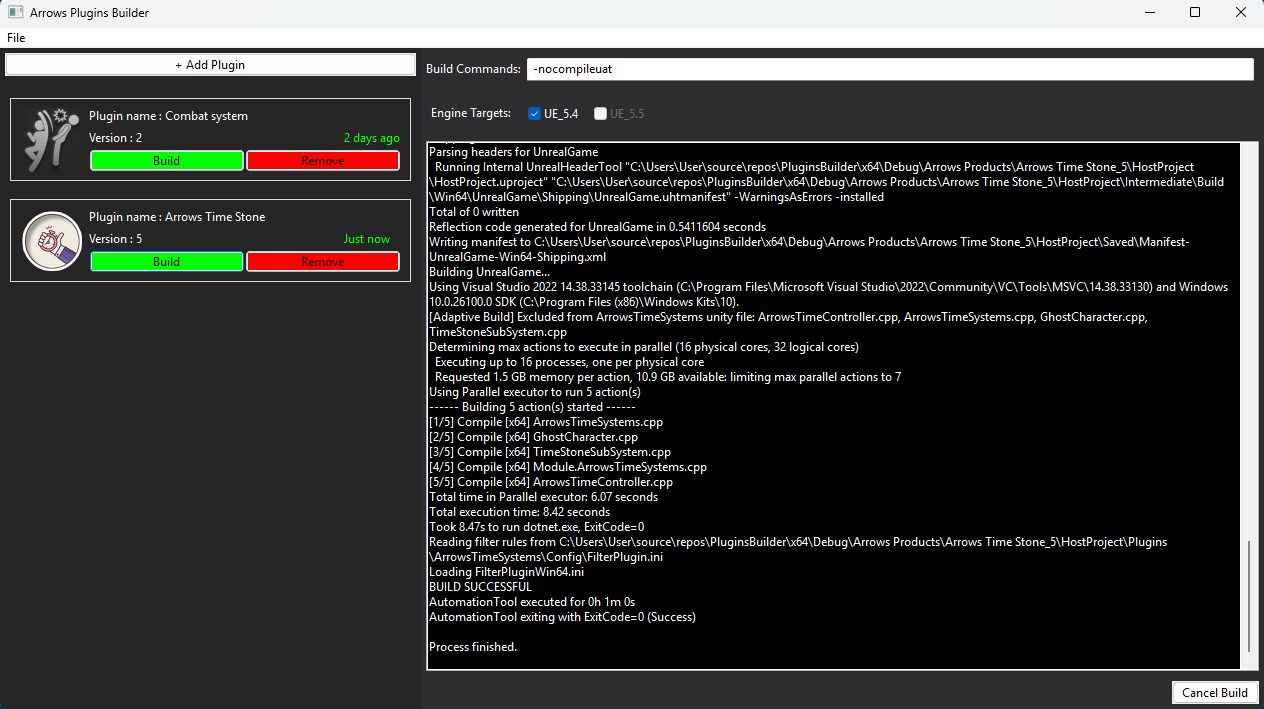 Arrows Plugins Builder
File
+ Add Plugin
Plugin name : Combat system
Version : 2
2 days ago
Build
Remove
Plugin name : Arrows Time Stone
Version : 5
Just now
Build
Remove
Build Commands:
-nocompileuat
Engine Targets:
UE_5.4
UE_5.5
Parsing headers for UnrealGame
Running Internal UnrealHeaderTool "C:\Users\User\source\repos\PluginsBuilder\x64\Debug\Arrows Products\Arrows Time Stone_5\HostProject
\HostProject.uproject" "C:\Users\User\source\repos\PluginsBuilder\x64\Debug\Arrows Products\Arrows Time Stone_5\HostProject\Intermediate\Build
\Win64\UnrealGame\Shipping\UnrealGame.uhtmanifest" -WarningsAsErrors -installed
Total of 0 written
Reflection code generated for UnrealGame in 0.5411604 seconds
Writing manifest to C:\Users\User\source\repos\PluginsBuilder\x64\Debug\Arrows Products\Arrows Time Stone_5\HostProject\Saved\Manifest-
UnrealGame-Win64-Shipping.xml
Building UnrealGame...
Using Visual Studio 2022 14.38.33145 toolchain (C:\Program Files\Microsoft Visual Studio\2022\Community\VC\Tools\MSVC\14.38.33130) and Windows
10.0.26100.0 SDK (C:\Program Files (x86)\Windows Kits\10).
[Adaptive Build] Excluded from ArrowsTimeSystems unity file: ArrowsTimeController.cpp, ArrowsTimeSystems.cpp, GhostCharacter.cpp,
TimeStoneSubSystem.cpp
Determining max actions to execute in parallel (16 physical cores, 32 logical cores)
Executing up to 16 processes, one per physical core
Requested 1.5 GB memory per action, 10.9 GB available: limiting max parallel actions to 7
Using Parallel executor to run 5 action(s)
------ Building 5 action(s) started ------
[1/5] Compile [x64] ArrowsTimeSystems.cpp
[2/5] Compile [x64] GhostCharacter.cpp
[3/5] Compile [x64] TimeStoneSubSystem.cpp
[4/5] Compile [x64] Module.ArrowsTimeSystems.cpp
[5/5] Compile [x64] ArrowsTimeController.cpp
Total time in Parallel executor: 6.07 seconds
Total execution time: 8.42 seconds
Took 8.47s to run dotnet.exe, ExitCode=0
Reading filter rules from C:\Users\User\source\repos\PluginsBuilder\x64\Debug\Arrows Products\Arrows Time Stone_5\HostProject\Plugins
\ArrowsTimeSystems\Config\FilterPlugin.ini
Loading FilterPluginWin64.ini
BUILD SUCCESSFUL
AutomationTool executed for 0h 1m 0s
AutomationTool exiting with ExitCode=0 (Success)
Process finished.
Cancel Build